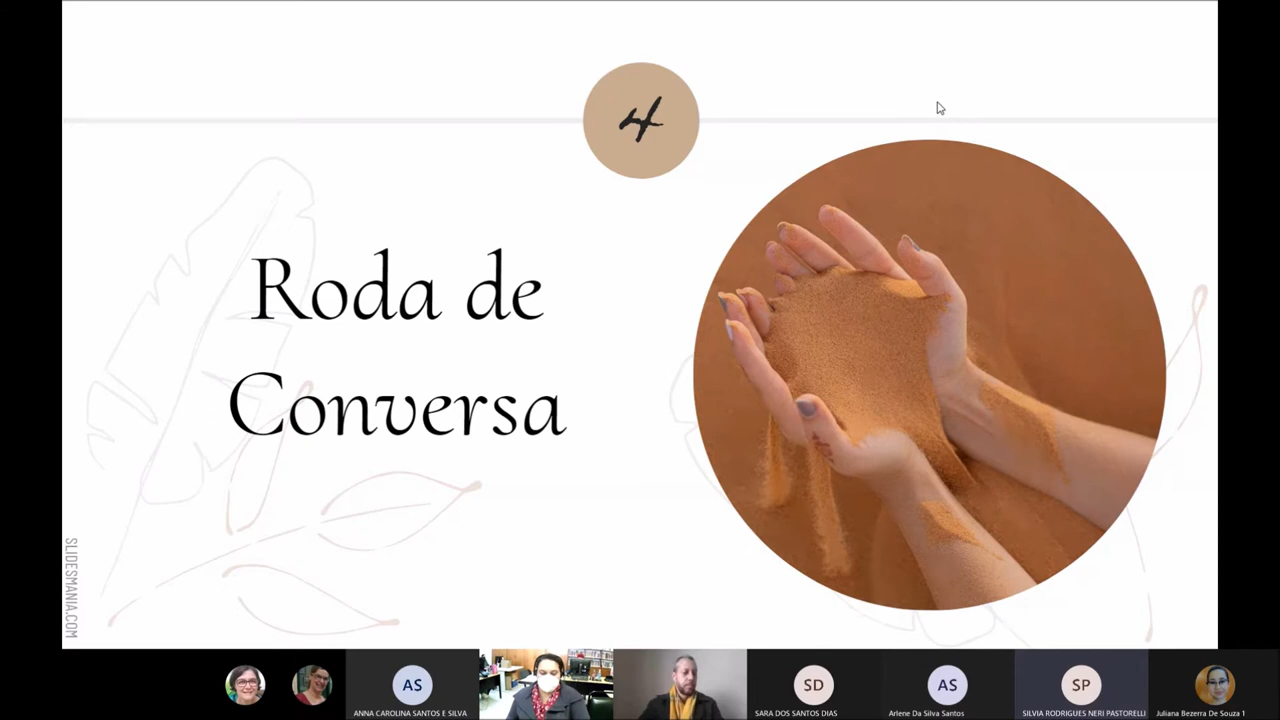 4
Roda de
Conversa
SLIDESMANIA.COM
AS
ANNA CAROLINA SANTOS E SILVA
SD
SARA DOS SANTOS DIAS
AS
Arlene Da Silva Santos
SP
SILVIA RODRIGUES NERI PASTORELLI
Juliana Bezerra De Souza 1